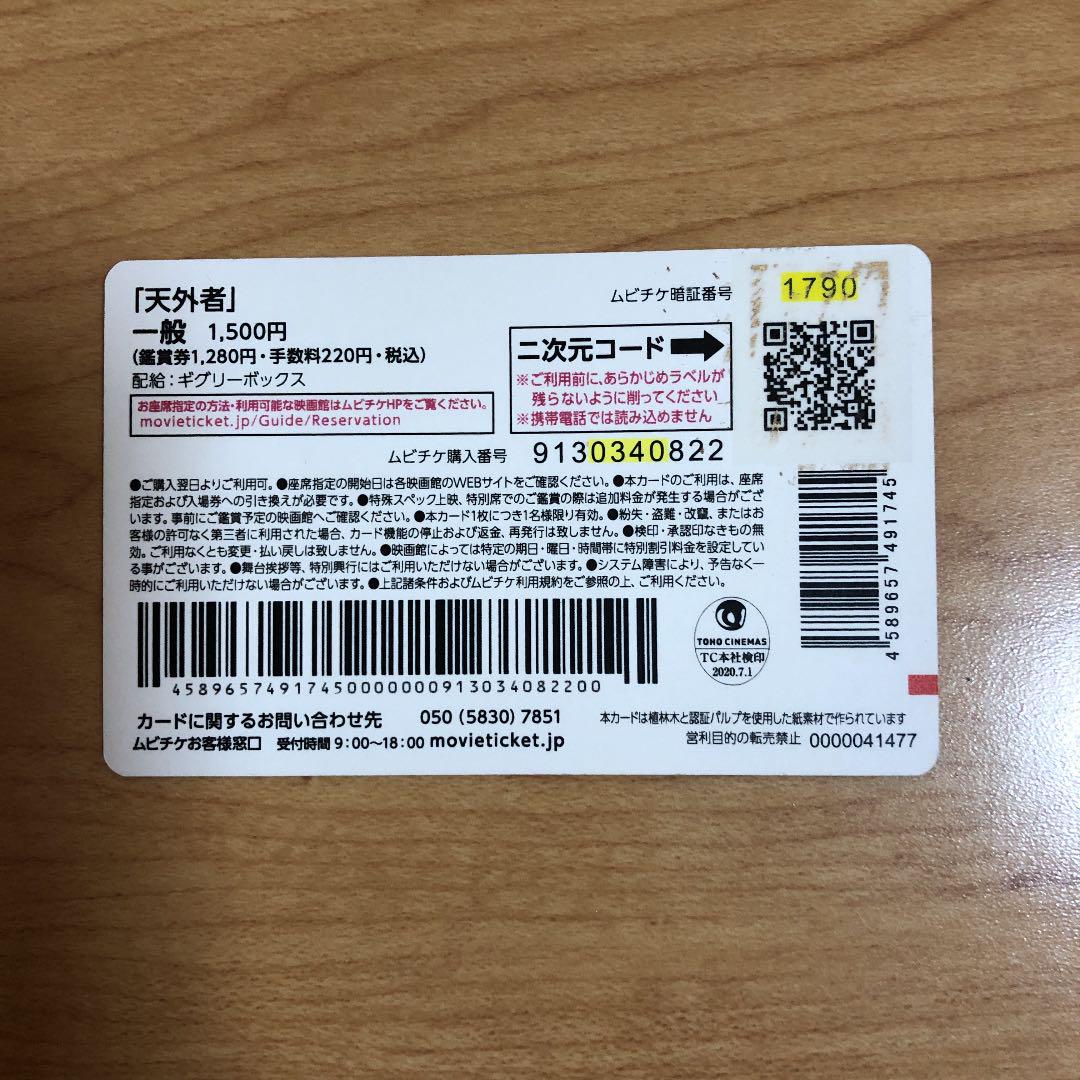 「天外者」
一般 1,500円
(鑑賞券1,280円・手数料220円・税込)
配給：ギグリーボックス
お座席指定の方法・利用可能な映画館はムビチケHPをご覧ください。
movieticket.jp/Guide/Reservation
ムビチケ暗証番号 1790
二次元コード
※ご利用前に、あらかじめラベルが
残らないように削ってください
※携帯電話では読み込めません
ムビチケ購入番号 9130340822
●ご購入翌日よりご利用可。●座席指定の開始日は各映画館のWEBサイトをご確認ください。●本カードのご利用は、座席
指定および入場券への引き換えが必要です。●特殊スペック上映、特別席でのご鑑賞の際は追加料金が発生する場合がござ
います。事前にご鑑賞予定の映画館へご確認ください。●本カード1枚につき1名様限り有効。●紛失・盗難・改竄、またはお
客様の許可なく第三者に利用された場合、カード機能の停止および返金、再発行は致しません。●検印・承認印なきもの無
効。ご利用なくとも変更・払い戻しは致しません。●映画館によっては特定の期日・曜日・時間帯に特別割引料金を設定してい
る事がございます。●舞台挨拶等、特別興行にはご利用いただけない場合がございます。●システム障害により、予告なく一
時的にご利用いただけない場合がございます。●上記諸条件およびムビチケ利用規約をご参照の上、ご利用ください。
4589657491745
458965749174500000000913034082200
TOHO CINEMAS
TC本社検印
2020.7.1
カードに関するお問い合わせ先 050 (5830) 7851
ムビチケお客様窓口 受付時間 9:00～18:00 movieticket.jp
本カードは植林木と認証パルプを使用した紙素材で作られています
営利目的の転売禁止 0000041477